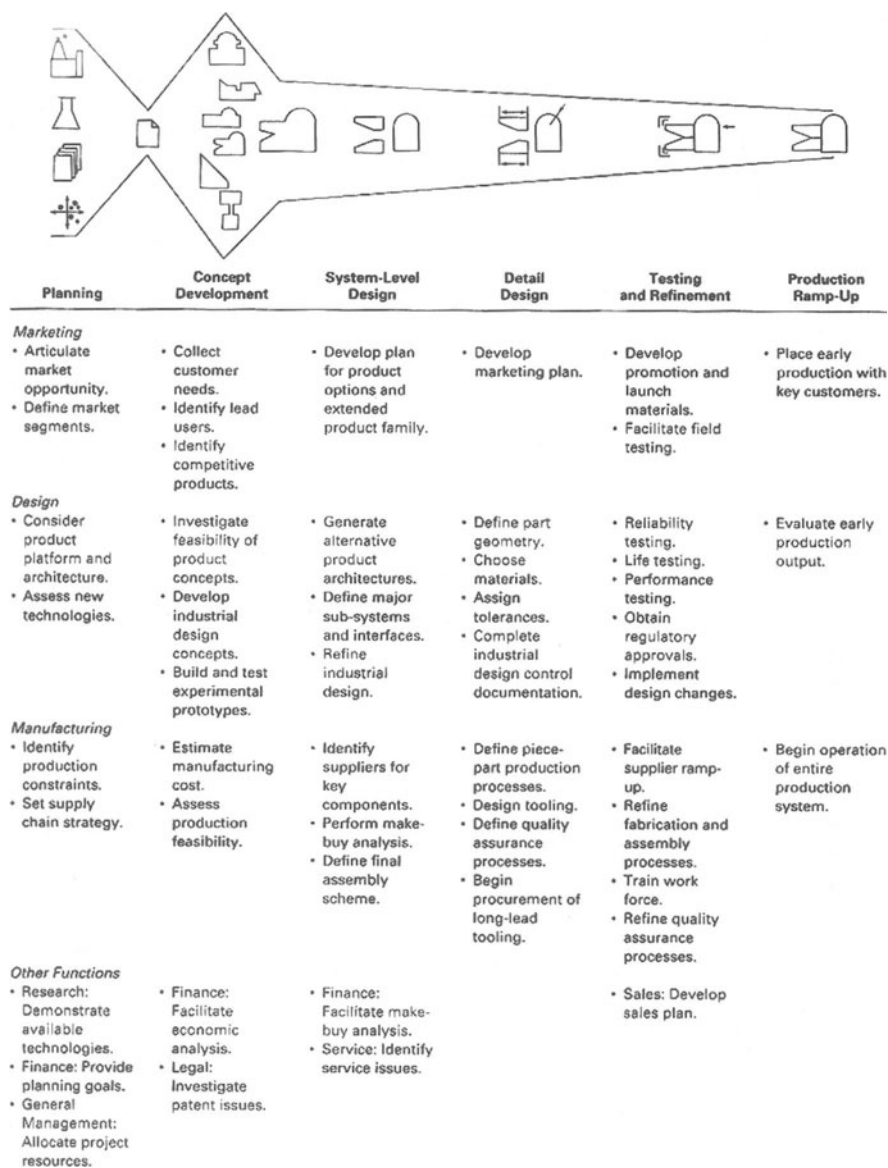 Planning
Concept
Development
System-Level
Design
Detail
Design
Testing
and Refinement
Production
Ramp-Up
Marketing
• Articulate
market
opportunity.
• Define market
segments.
• Collect
customer
needs.
• Identify lead
users.
• Identify
competitive
products.
• Develop plan
for product
options and
extended
product family.
• Develop
marketing plan.
• Develop
promotion and
launch
materials.
• Facilitate field
testing.
• Place early
production with
key customers.
Design
• Consider
product
platform and
architecture.
• Assess new
technologies.
• Investigate
feasibility of
product
concepts.
• Develop
industrial
design
concepts.
• Build and test
experimental
prototypes.
• Generate
alternative
product
architectures.
• Define major
sub-systems
and interfaces.
• Refine
industrial
design.
• Define part
geometry.
• Choose
materials.
• Assign
tolerances.
• Complete
industrial
design control
documentation.
• Reliability
testing.
• Life testing.
• Performance
testing.
• Obtain
regulatory
approvals.
• Implement
design changes.
• Evaluate early
production
output.
Manufacturing
• Identify
production
constraints.
• Set supply
chain strategy.
• Estimate
manufacturing
cost.
• Assess
production
feasibility.
• Identify
suppliers for
key
components.
• Perform make-
buy analysis.
• Define final
assembly
scheme.
• Define piece-
part production
processes.
• Design tooling.
• Define quality
assurance
processes.
• Begin
procurement of
long-lead
tooling.
• Facilitate
supplier ramp-
up.
• Refine
fabrication and
assembly
processes.
• Train work
force.
• Refine quality
assurance
processes.
• Begin operation
of entire
production
system.
Other Functions
• Research:
Demonstrate
available
technologies.
• Finance: Provide
planning goals.
• General
Management:
Allocate project
resources.
• Finance:
Facilitate
economic
analysis.
• Legal:
Investigate
patent issues.
• Finance:
Facilitate make-
buy analysis.
• Service: Identify
service issues.
• Sales: Develop
sales plan.